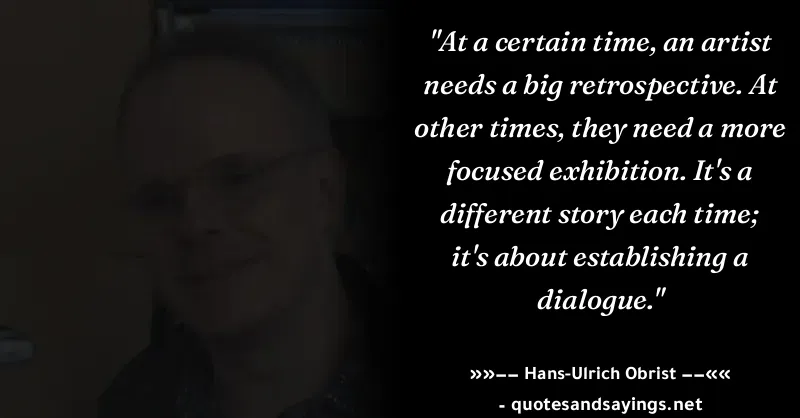 "At a certain time, an artist
needs a big retrospective. At
other times, they need a more
focused exhibition. It's a
different story each time;
it's about establishing a
dialogue."
»»−− Hans-Ulrich Obrist −−««
- quotesandsayings.net